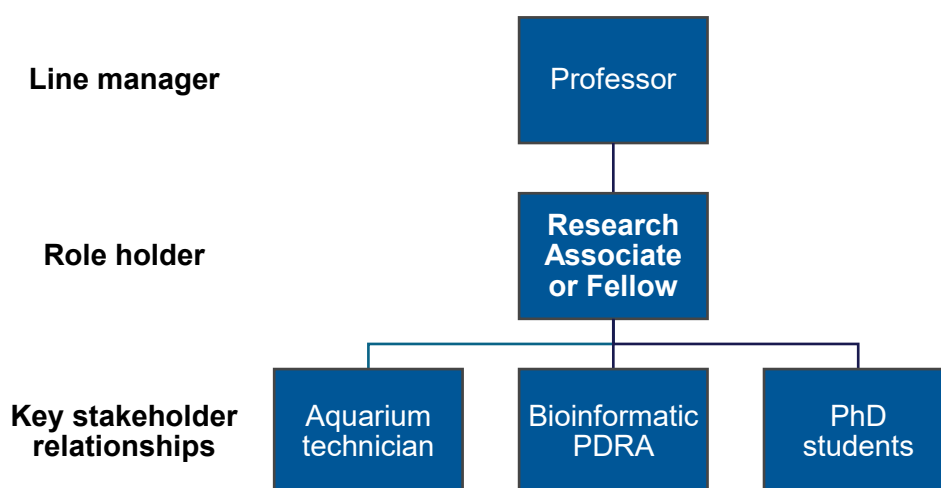 Line manager
Professor
Role holder
Research
Associate
or Fellow
Key stakeholder
relationships
Aquarium
technician
Bioinformatic
PDRA
PhD
students